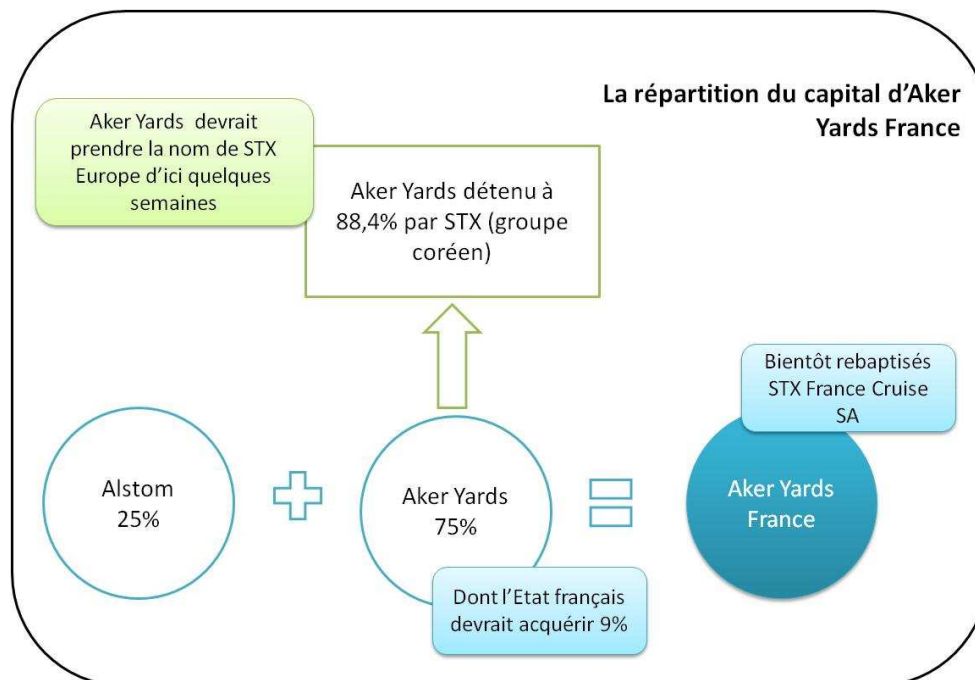 La répartition du capital d'Aker
Yards France
Aker Yards devrait
prendre la nom de STX
Europe d'ici quelques
semaines
Aker Yards détenu à
88,4% par STX (groupe
coréen)
Bientôt rebaptisés
STX France Cruise
SA
Alstom
25%
Aker Yards
75%
Aker Yards
France
Dont l'Etat français
devrait acquérir 9%